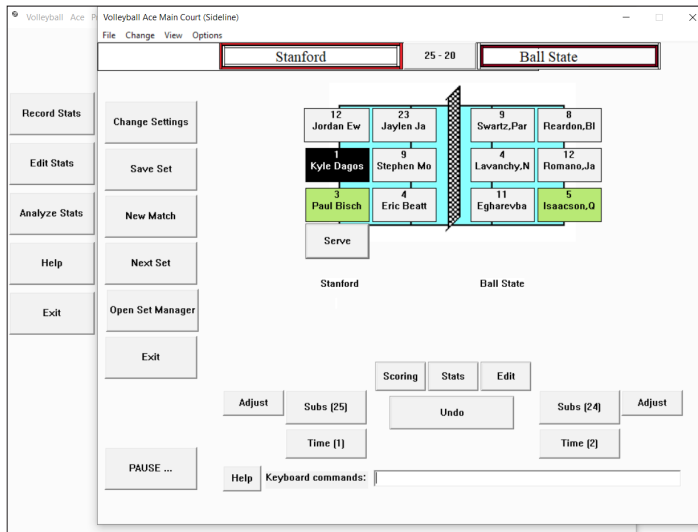 Volleyball Ace P
Volleyball Ace Main Court (Sideline)
File Change View Options
Stanford
25 - 20
Ball State
Record Stats
Edit Stats
Analyze Stats
Help
Exit
Change Settings
Save Set
New Match
Next Set
Open Set Manager
Exit
PAUSE ...
12
Jordan Ew
23
Jaylen Ja
9
Swartz,Par
8
Reardon,Bl
1
Kyle Dagos
9
Stephen Mo
4
Lavanchy,N
12
Romano,Ja
3
Paul Bisch
4
Eric Beatt
11
Egharevba
5
Isaacson,Q
Serve
Stanford
Ball State
Scoring
Stats
Edit
Adjust
Subs (25)
Undo
Subs (24)
Adjust
Time (1)
Time (2)
Help
Keyboard commands: